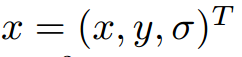 x = (x, y, σ)^T